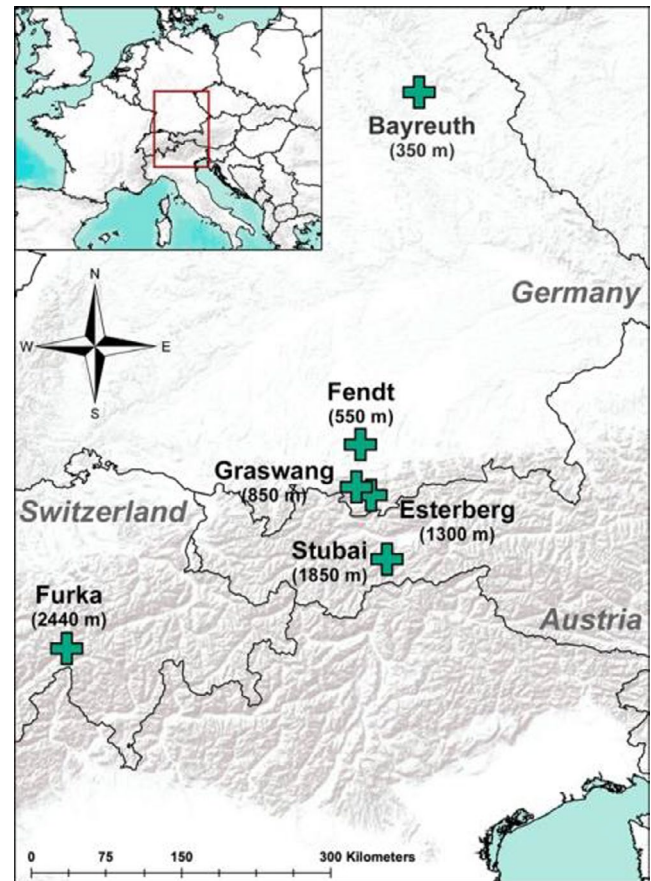 Bayreuth
(350 m)
Germany
N
W E
S
Fendt
(550 m)
Graswang
(850 m)
Switzerland
Esterberg
(1300 m)
Stubai
(1850 m)
Furka
(2440 m)
Austria
0 75 150 300 Kilometers